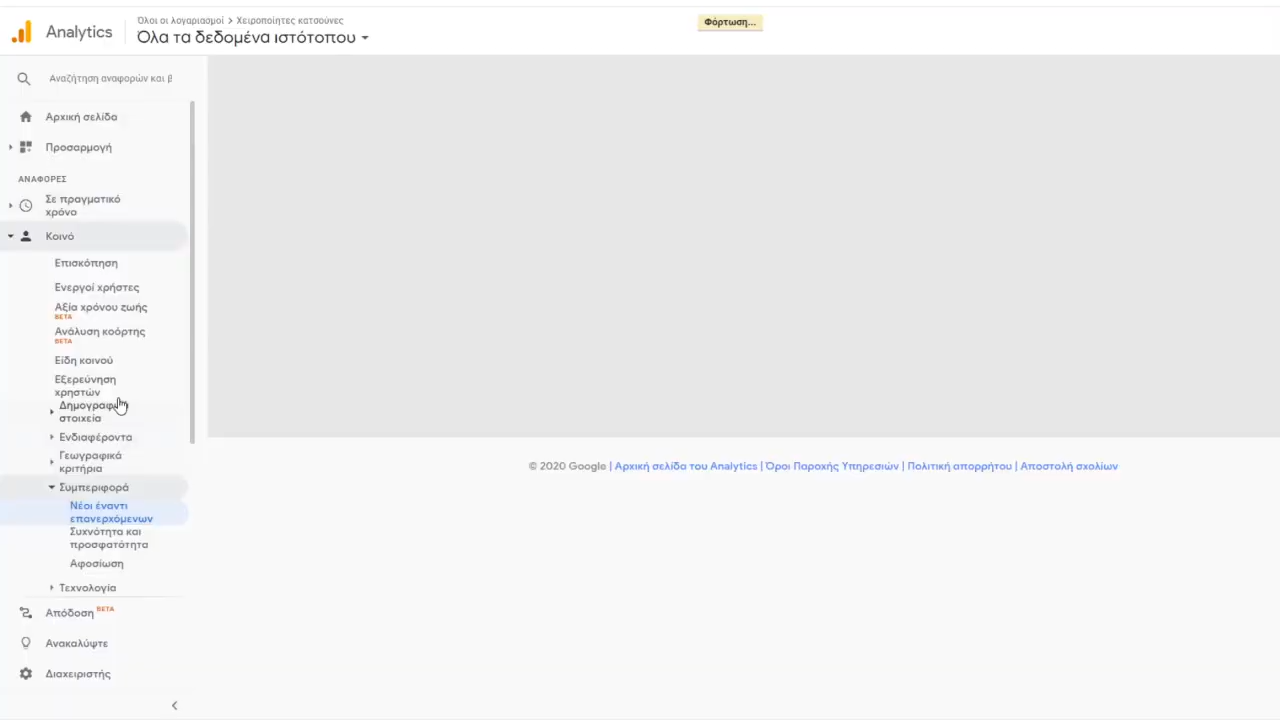 Analytics
Όλοι οι λογαριασμοί > Χειροποίητες κατσούνες
Όλα τα δεδομένα ιστότοπου
Φόρτωση...
Αναζήτηση αναφορών και β
Αρχική σελίδα
Προσαρμογή
ΑΝΑΦΟΡΕΣ
Σε πραγματικό
χρόνο
Κοινό
Επισκόπηση
Ενεργοί χρήστες
Αξία χρόνου ζωής
BETA
Ανάλυση κοόρτης
BETA
Είδη κοινού
Εξερεύνηση
χρηστών
στοιχεία
Ενδιαφέροντα
Γεωγραφικά
κριτήρια
Συμπεριφορά
Νέοι έναντι
επανερχόμενων
Συχνότητα και
προσφατότητα
Αφοσίωση
Τεχνολογία
Απόδοση BETA
Ανακαλύψτε
Διαχειριστής
© 2020 Google | Αρχική σελίδα του Analytics | Όροι Παροχής Υπηρεσιών | Πολιτική απορρήτου | Αποστολή σχολίων